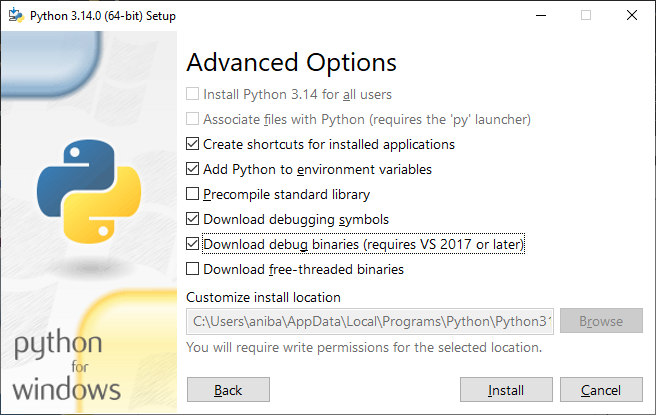 Python 3.14.0 (64-bit) Setup
Advanced Options
Install Python 3.14 for all users
Associate files with Python (requires the 'py' launcher)
Create shortcuts for installed applications
Add Python to environment variables
Precompile standard library
Download debugging symbols
Download debug binaries (requires VS 2017 or later)
Download free-threaded binaries
Customize install location
C:\Users\aniba\AppData\Local\Programs\Python\Python31
Browse
You will require write permissions for the selected location.
python
for
windows
Back
Install
Cancel